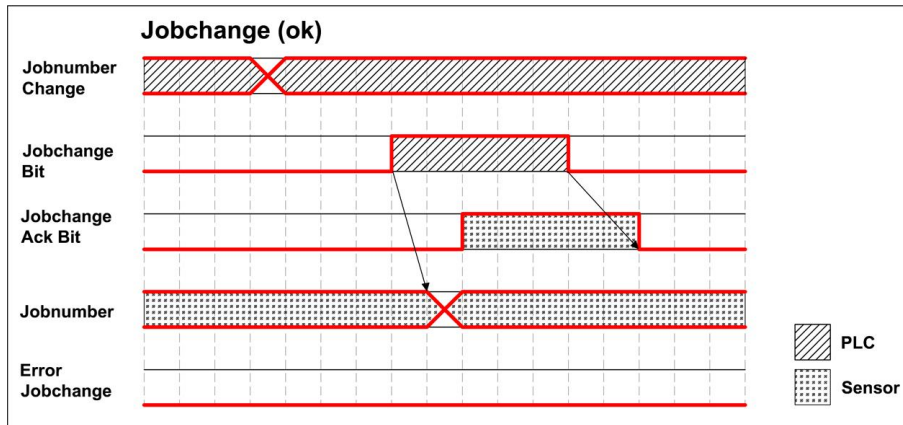 Jobchange (ok)
Jobnumber
Change
Jobchange
Bit
Jobchange
Ack Bit
Jobnumber
Error
Jobchange
PLC
Sensor